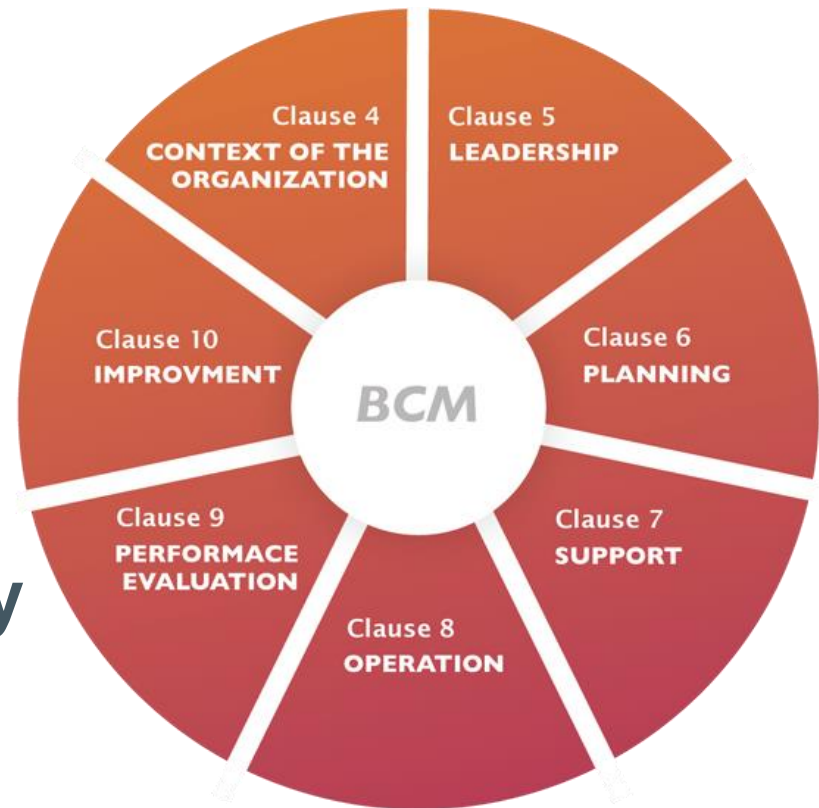 Clause 4
CONTEXT OF THE
ORGANIZATION
Clause 5
LEADERSHIP
Clause 6
PLANNING
Clause 7
SUPPORT
Clause 8
OPERATION
Clause 9
PERFORMACE
EVALUATION
Clause 10
IMPROVMENT
BCM
y